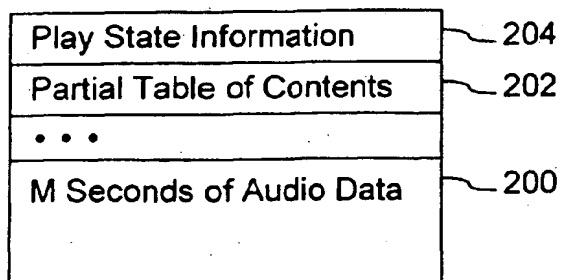 Play State Information 204
Partial Table of Contents 202
• • •
M Seconds of Audio Data 200